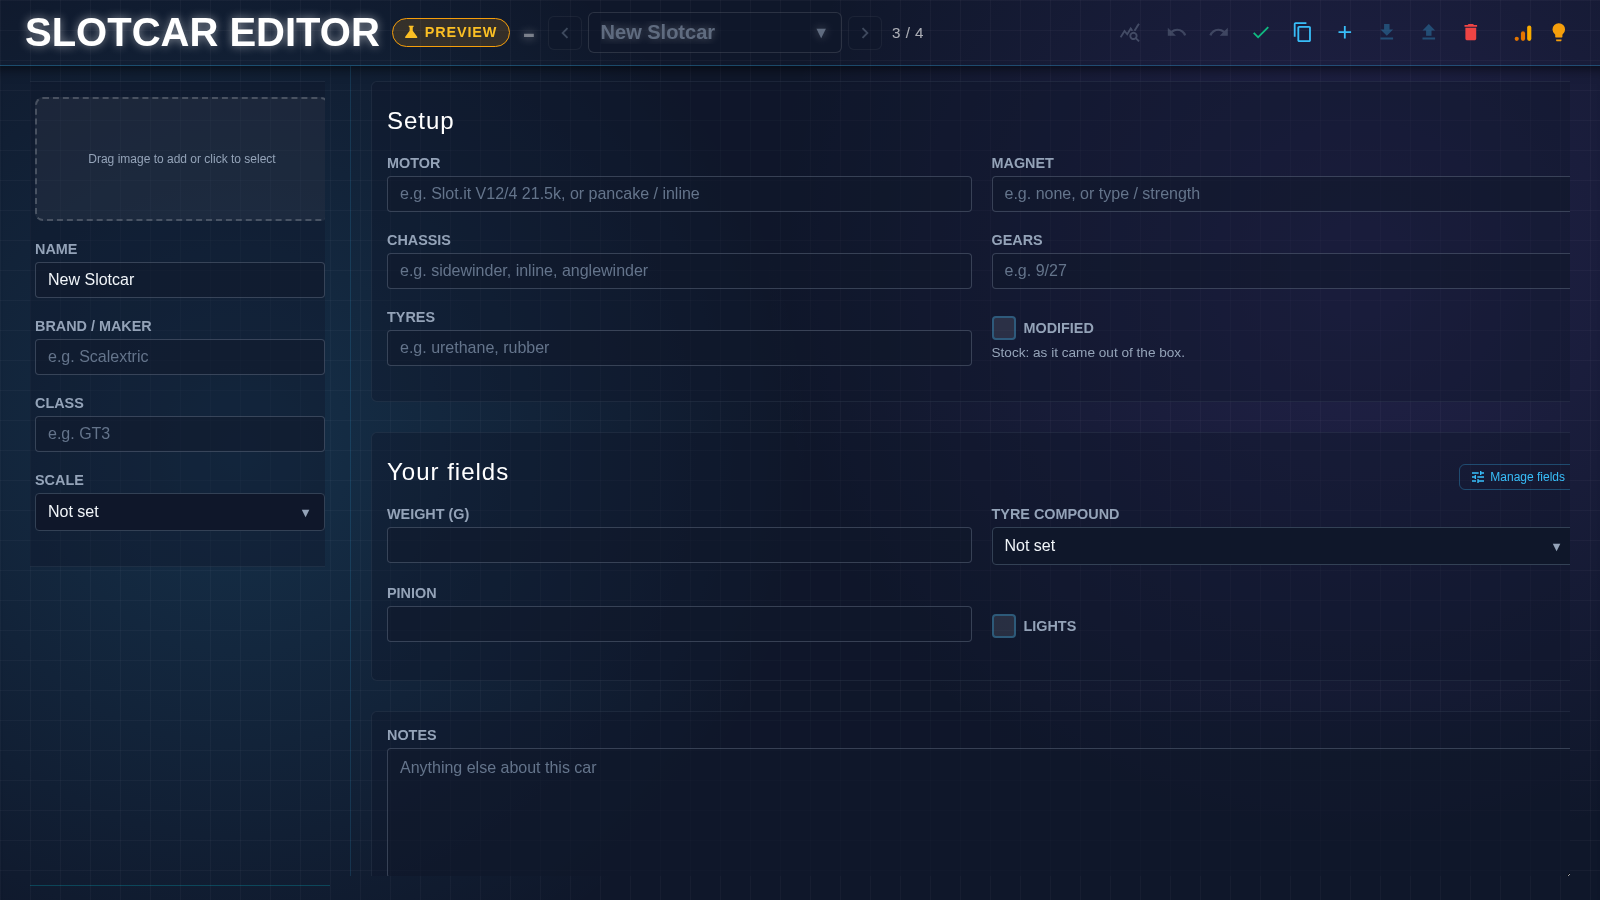 SLOTCAR EDITOR
PREVIEW
-
New Slotcar
3 / 4
Drag image to add or click to select
NAME
New Slotcar
BRAND / MAKER
e.g. Scalextric
CLASS
e.g. GT3
SCALE
Not set
Setup
MOTOR
e.g. Slot.it V12/4 21.5k, or pancake / inline
MAGNET
e.g. none, or type / strength
CHASSIS
e.g. sidewinder, inline, anglewinder
GEARS
e.g. 9/27
TYRES
e.g. urethane, rubber
MODIFIED
Stock: as it came out of the box.
Your fields
Manage fields
WEIGHT (G)
TYRE COMPOUND
Not set
PINION
LIGHTS
NOTES
Anything else about this car